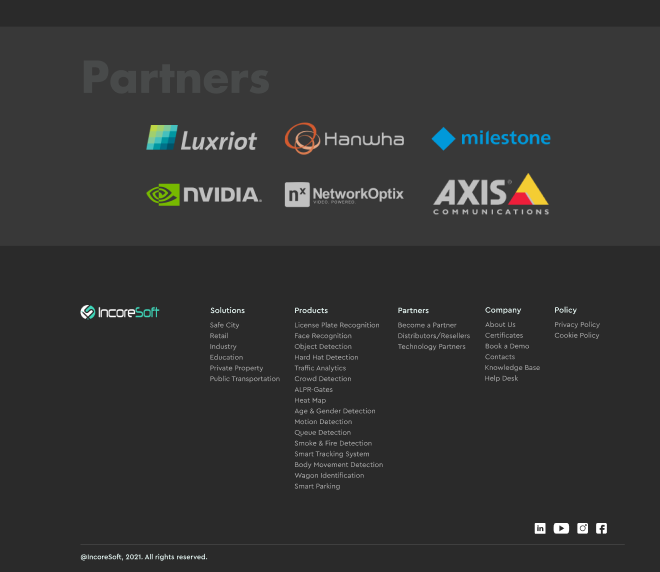 Partners
Luxriot
Hanwha
milestone
NVIDIA.
nx NetworkOptix
VIDEO POWERED
AXIS®
COMMUNICATIONS
IncoreSoft
Solutions
Safe City
Retail
Industry
Education
Private Property
Public Transportation
Products
License Plate Recognition
Face Recognition
Object Detection
Hard Hat Detection
Traffic Analytics
Crowd Detection
ALPR-Gates
Heat Map
Age & Gender Detection
Motion Detection
Queue Detection
Smoke & Fire Detection
Smart Tracking System
Body Movement Detection
Wagon Identification
Smart Parking
Partners
Become a Partner
Distributors/Resellers
Technology Partners
Company
About Us
Certificates
Book a Demo
Contacts
Knowledge Base
Help Desk
Policy
Privacy Policy
Cookie Policy
in
@IncoreSoft, 2021. All rights reserved.